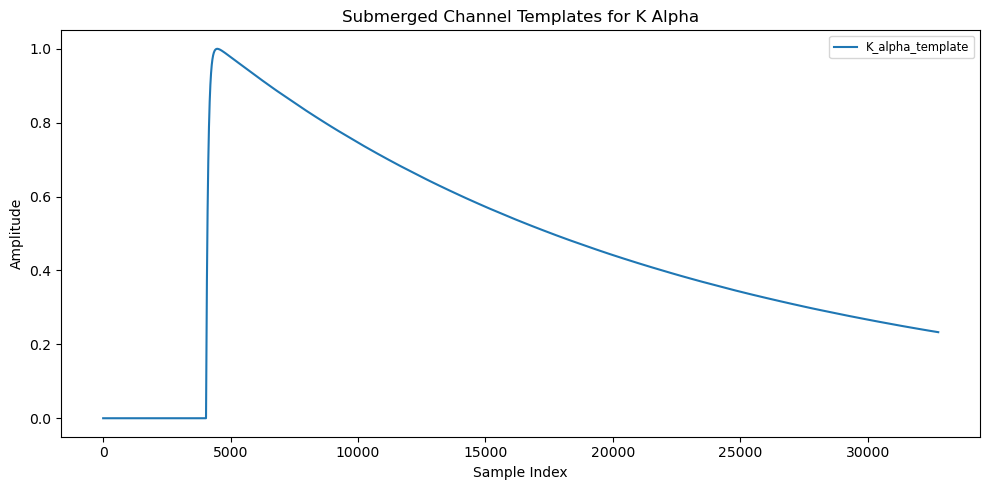 Submerged Channel Templates for K Alpha
K_alpha_template
Amplitude
1.0
0.8
0.6
0.4
0.2
0.0
0 5000 10000 15000 20000 25000 30000
Sample Index